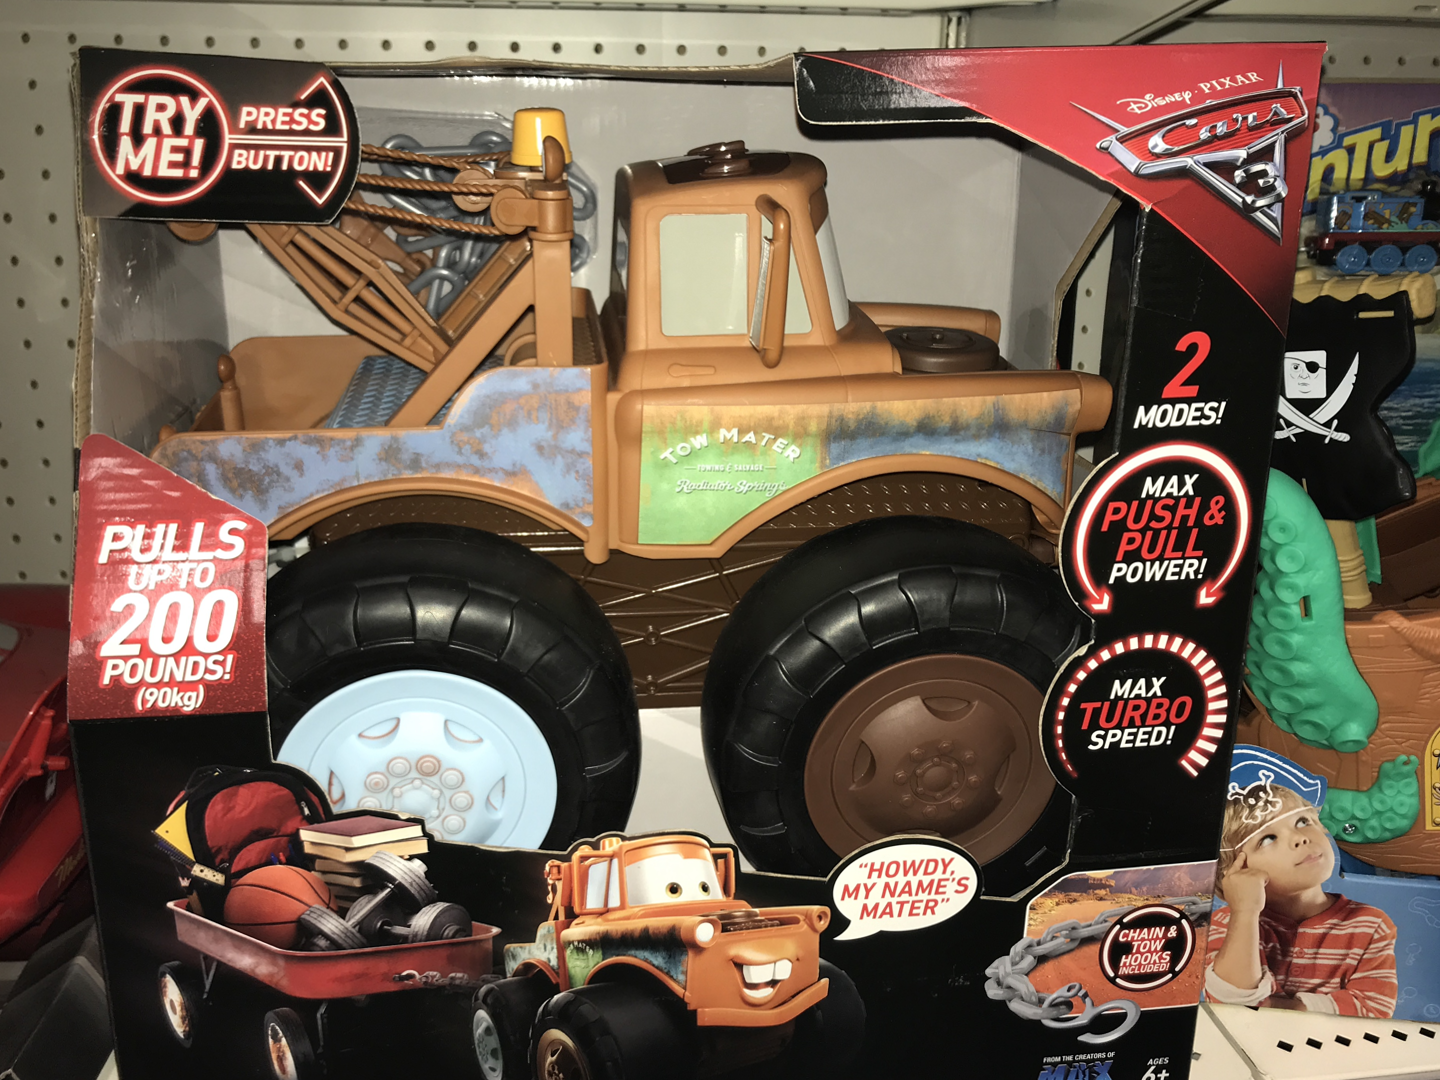 TRY
ME!
PRESS
BUTTON!
DISNEY·PIXAR
Cars
3
2
MODES!
MAX
PUSH &
PULL
POWER!
MAX
TURBO
SPEED!
TOW MATER
TOWING & SALVAGE
Radiator Springs
PULLS
UP TO
200
POUNDS!
(90kg)
"HOWDY,
MY NAME'S
MATER"
CHAIN &
TOW
HOOKS
INCLUDED!
FROM THE CREATORS OF
MAX
AGES
6+